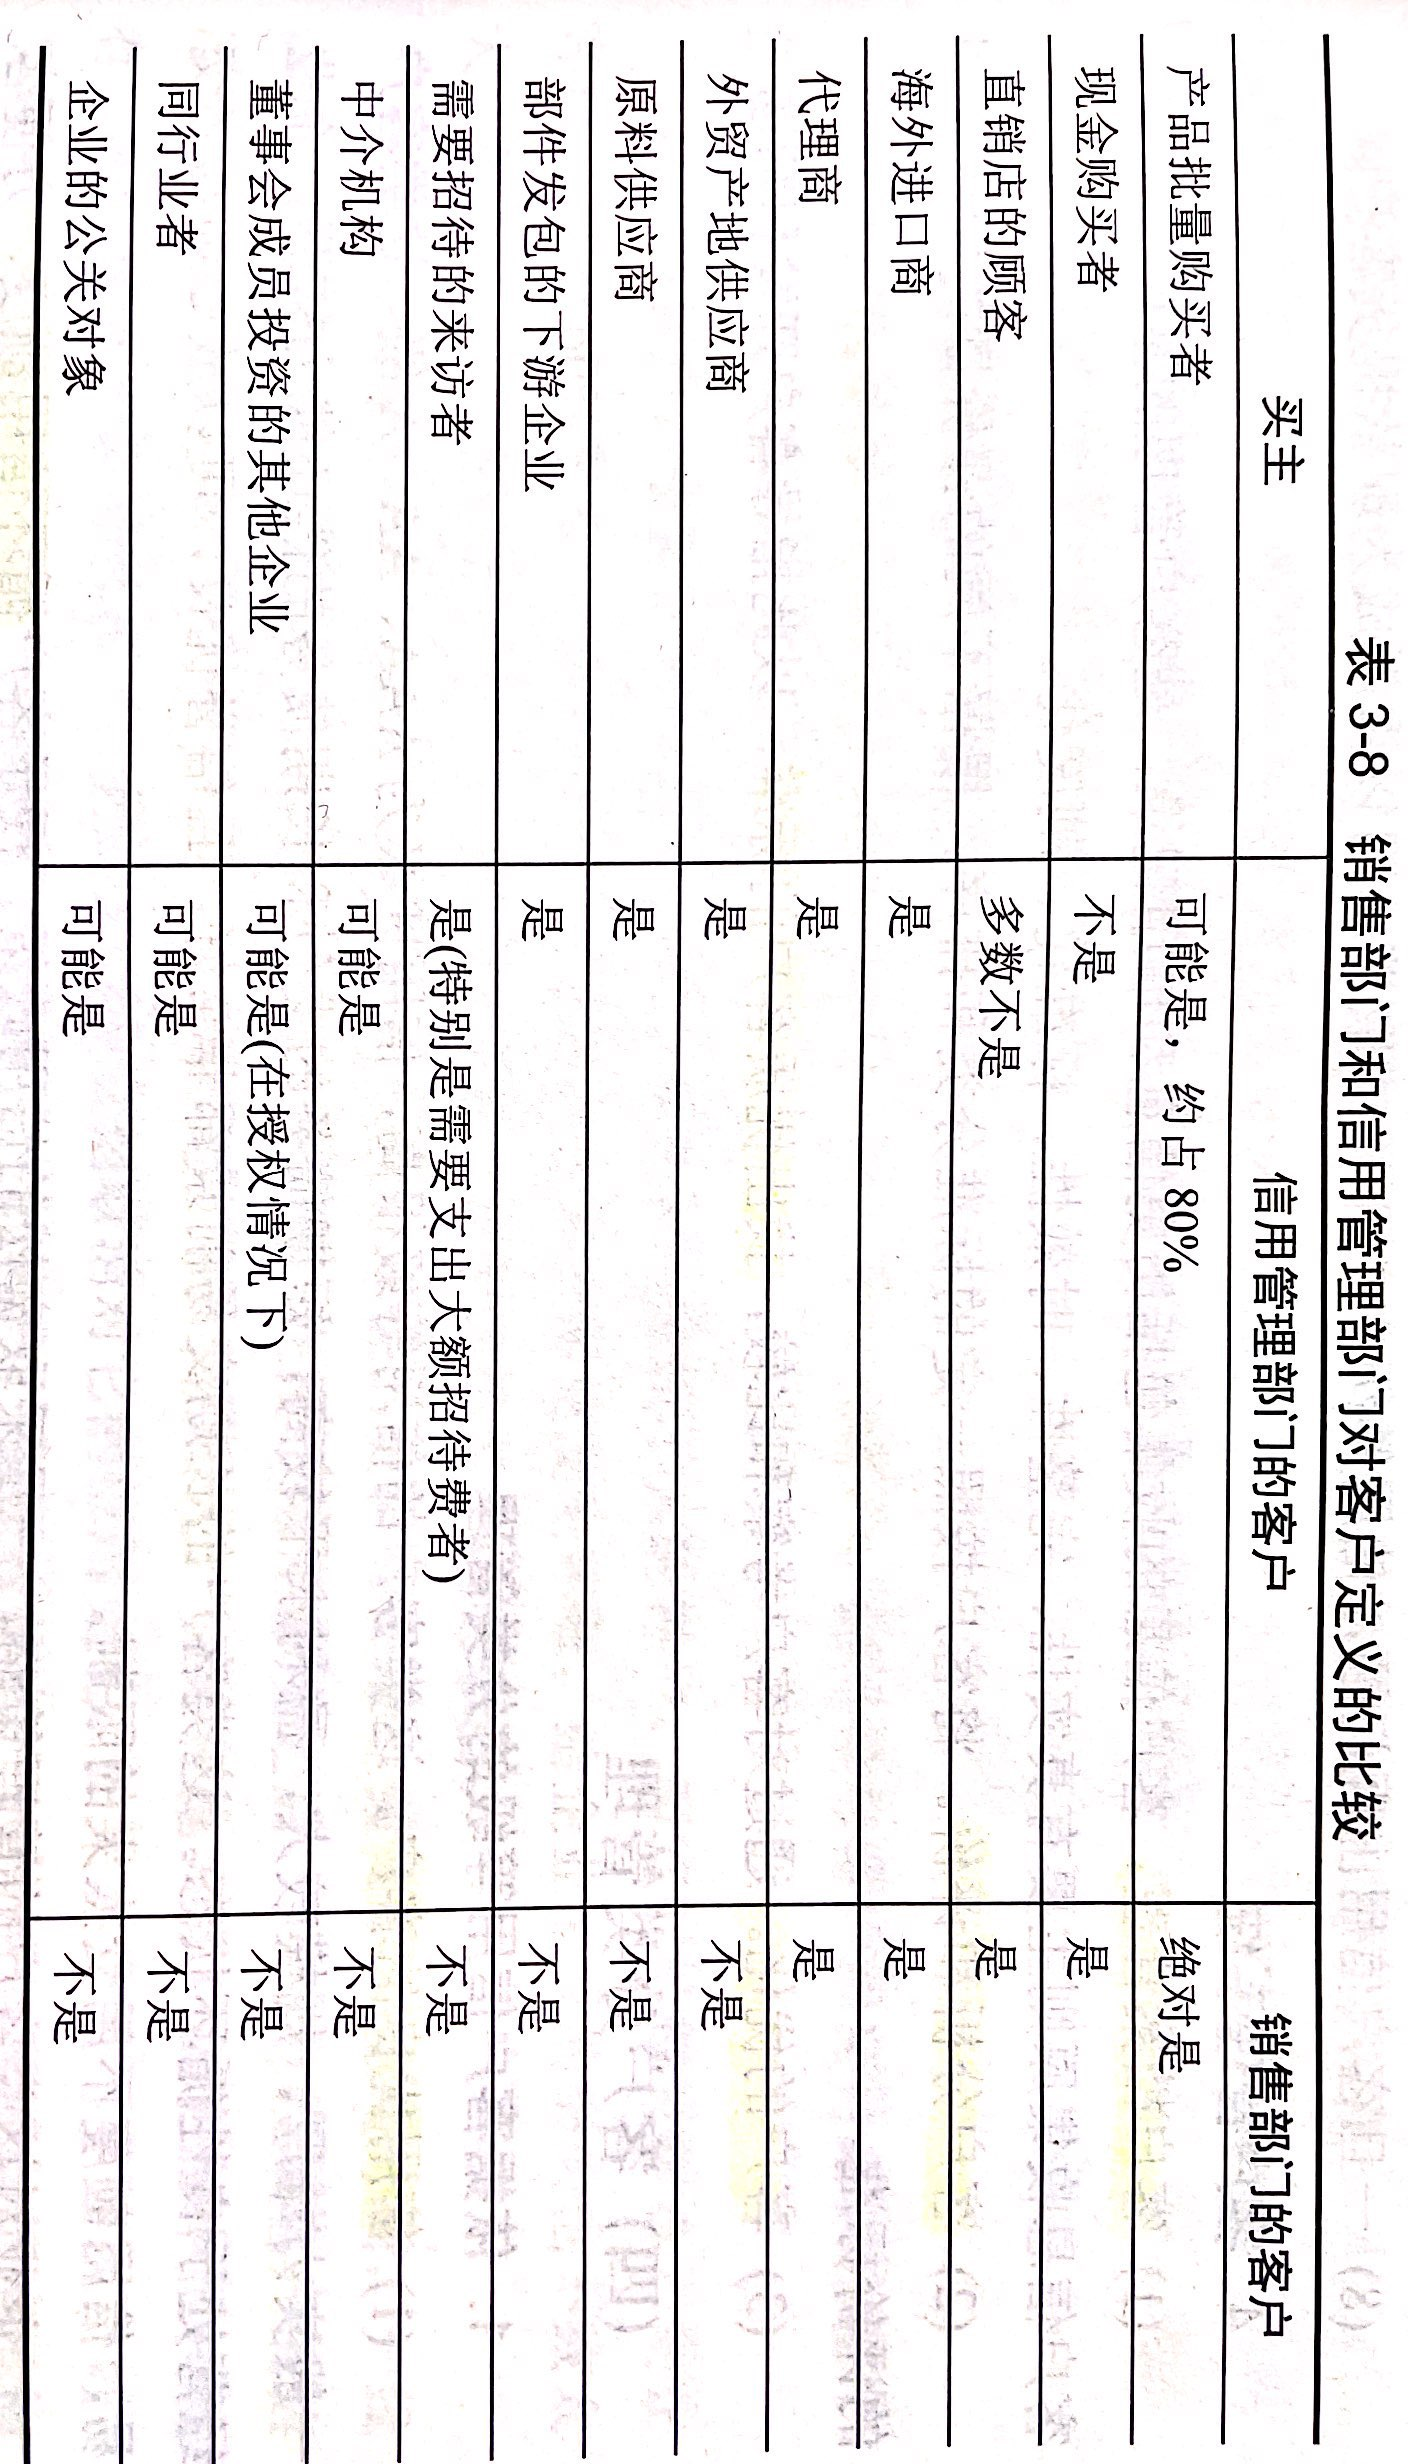 表 3-8 销售部门和信用管理部门对客户定义的比较
买主 信用管理部门的客户 销售部门的客户
产品批量购买者 可能是，约占 80% 绝对是
现金购买者 不是 是
直销店的顾客 多数不是 是
海外进口商 是 是
代理商 是 是
外贸产地供应商 是 不是
原料供应商 是 不是
部件发包的下游企业 是 不是
需要招待的来访者 是(特别是需要支出大额招待费者) 不是
中介机构 可能是 不是
董事会成员投资的其他企业 可能是(在授权情况下) 不是
同行业者 可能是 不是
企业的公关对象 可能是 不是